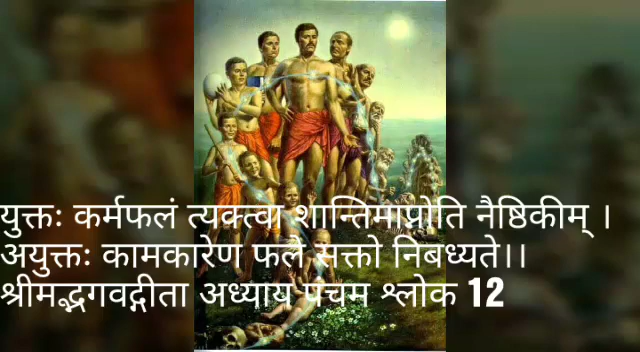 युक्तः कर्मफलं त्यक्त्वा शान्तिमाप्नोति नैष्ठिकीम् ।
अयुक्तः कामकारेण फले सक्तो निबध्यते।।
श्रीमद्भगवद्गीता अध्याय पंचम श्लोक 12